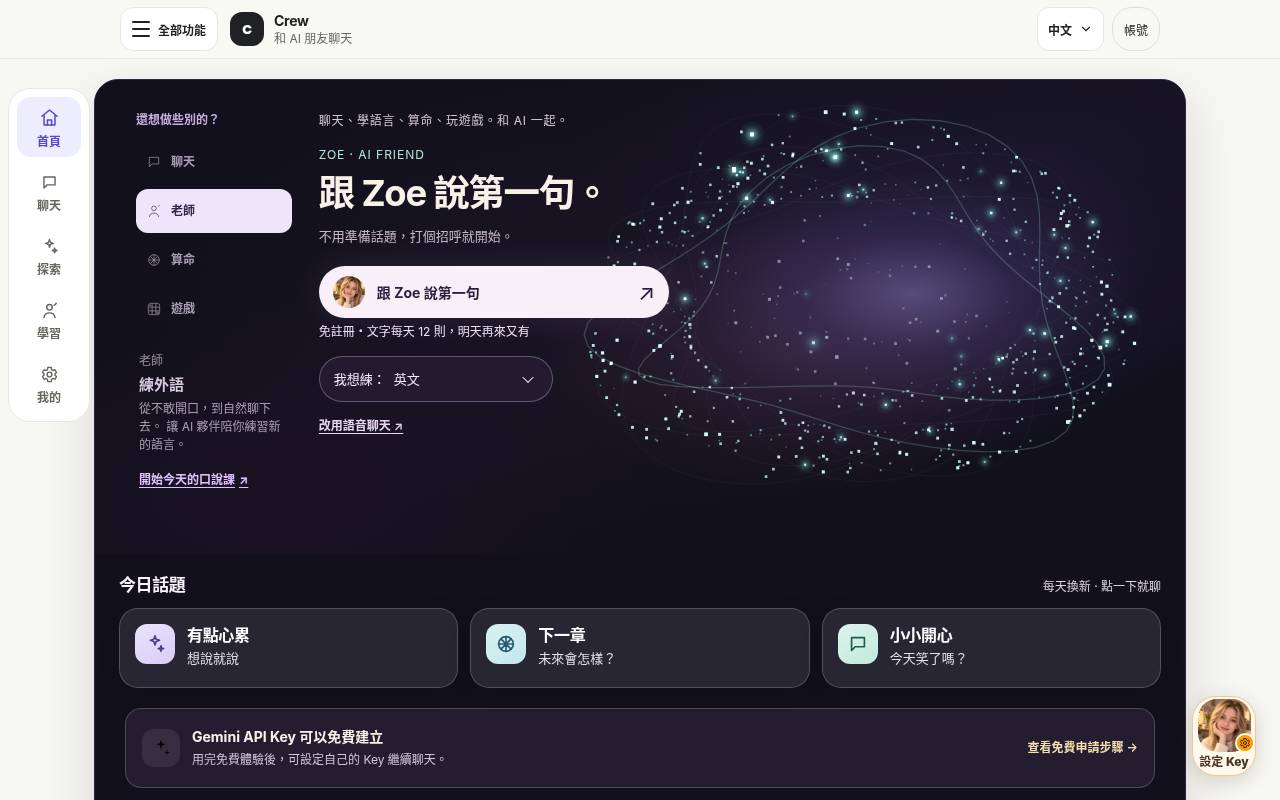 全部功能
C
Crew
和 AI 朋友聊天
中文
帳號
首頁
聊天
探索
學習
我的
還想做些別的？
聊天
老師
算命
遊戲
老師
練外語
從不敢開口，到自然聊下
去。 讓 AI 夥伴陪你練習新
的語言。
開始今天的口說課 ↗
聊天、學語言、算命、玩遊戲。和 AI 一起。
ZOE · AI FRIEND
跟 Zoe 說第一句。
不用準備話題，打個招呼就開始。
跟 Zoe 說第一句
免註冊・文字每天 12 則，明天再來又有
我想練： 英文
改用語音聊天 ↗
今日話題
每天換新 · 點一下就聊
有點心累
想說就說
下一章
未來會怎樣？
小小開心
今天笑了嗎？
Gemini API Key 可以免費建立
用完免費體驗後，可設定自己的 Key 繼續聊天。
查看免費申請步驟 →
設定 Key